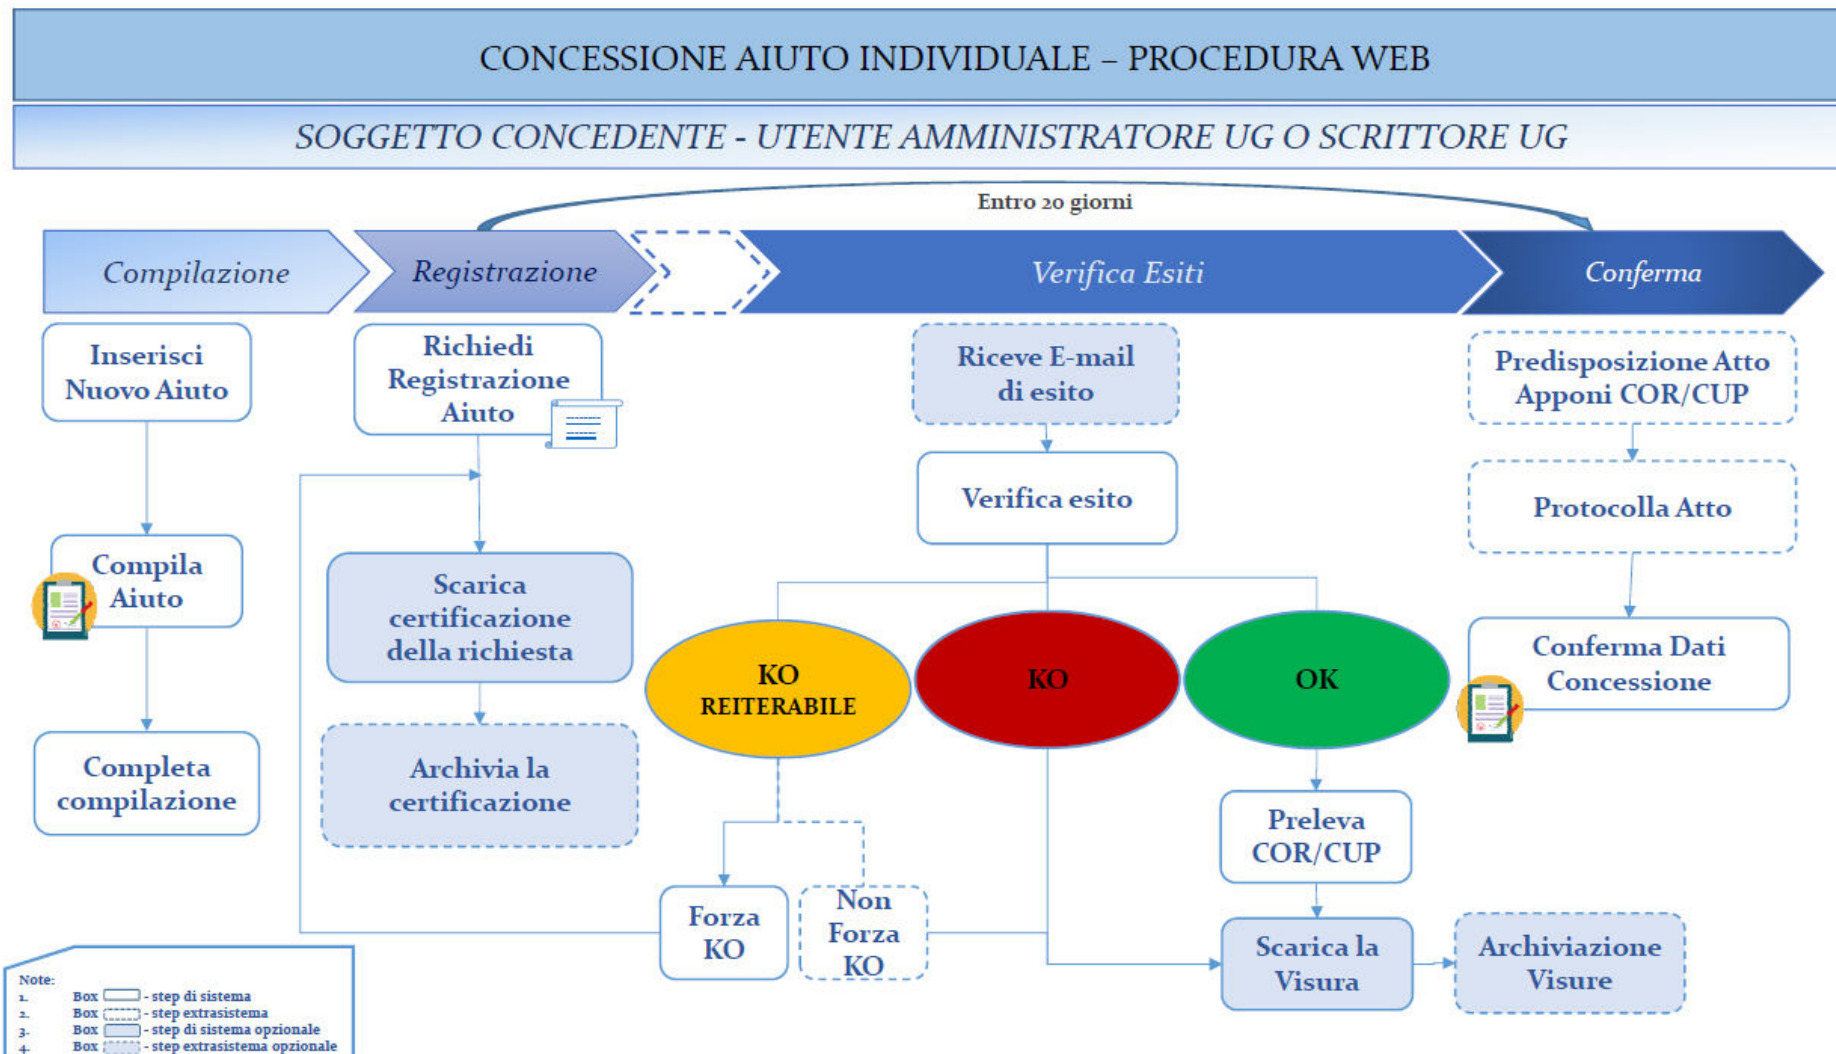 CONCESSIONE AIUTO INDIVIDUALE – PROCEDURA WEB
SOGGETTO CONCEDENTE - UTENTE AMMINISTRATORE UG O SCRITTORE UG
Entro 20 giorni
Compilazione
Registrazione
Verifica Esiti
Conferma
Inserisci
Nuovo Aiuto
Compila
Aiuto
Completa
compilazione
Richiedi
Registrazione
Aiuto
Scarica
certificazione
della richiesta
Archivia la
certificazione
Riceve E-mail
di esito
Verifica esito
KO
REITERABILE
KO
OK
Forza
KO
Non
Forza
KO
Preleva
COR/CUP
Scarica la
Visura
Archiviazione
Visure
Predisposizione Atto
Apponi COR/CUP
Protocolla Atto
Conferma Dati
Concessione
Note:
1. Box - step di sistema
2. Box - step extrasistema
3. Box - step di sistema opzionale
4. Box - step extrasistema opzionale